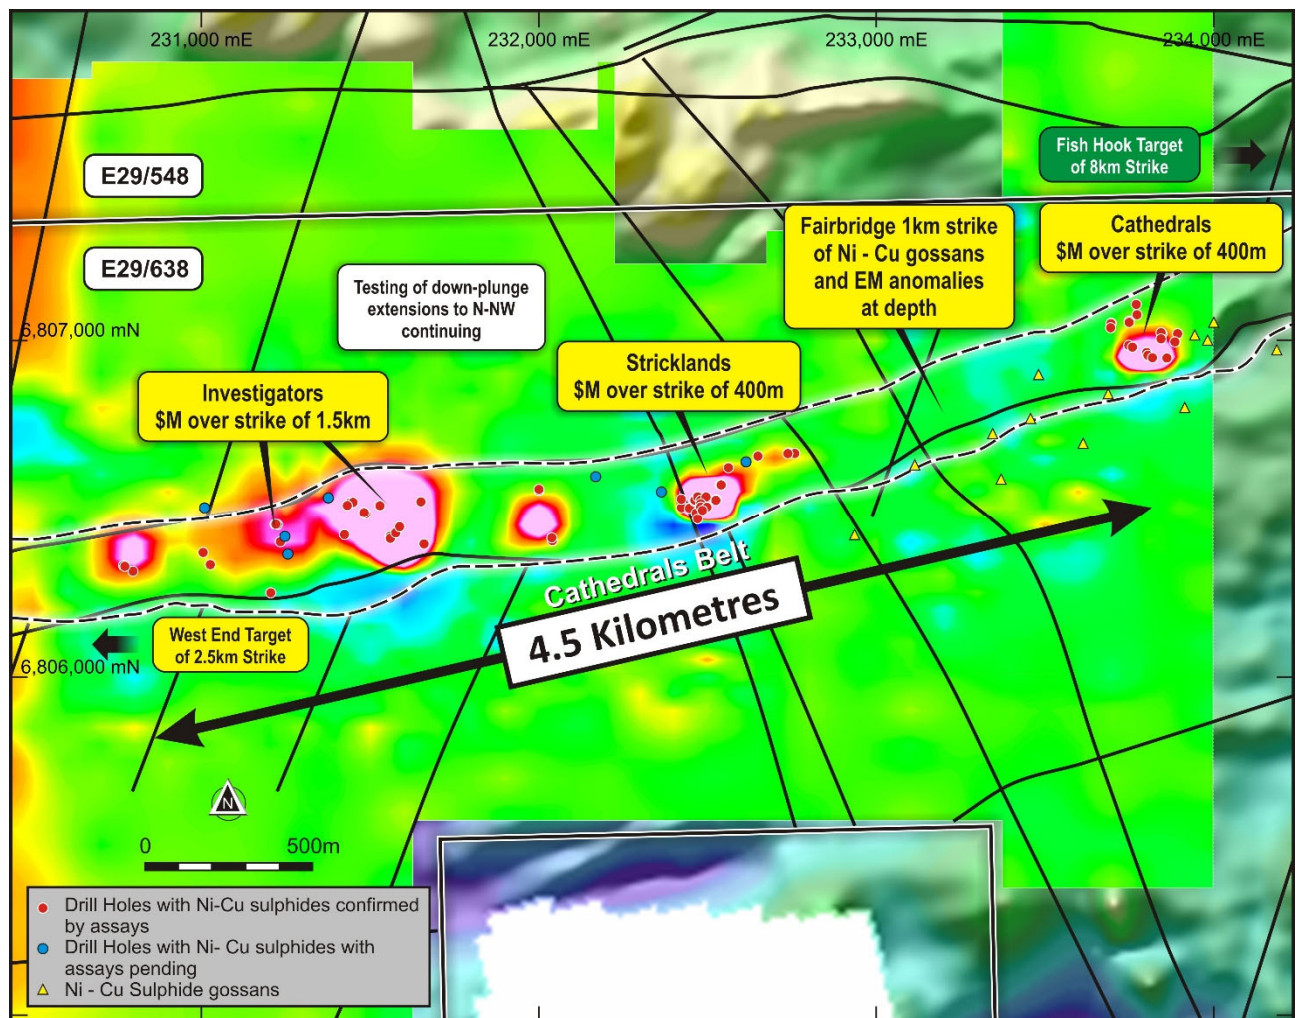 231,000 mE
232,000 mE
233,000 mE
234,000 mE
E29/548
Fish Hook Target
of 8km Strike
E29/638
Fairbridge 1km strike
of Ni - Cu gossans
and EM anomalies
at depth
Cathedrals
$M over strike of 400m
Testing of down-plunge
extensions to N-NW
continuing
6,807,000 mN
Stricklands
$M over strike of 400m
Investigators
$M over strike of 1.5km
Cathedrals Belt
4.5 Kilometres
West End Target
of 2.5km Strike
6,806,000 mN
N
0 500m
Drill Holes with Ni-Cu sulphides confirmed
by assays
Drill Holes with Ni- Cu sulphides with
assays pending
Ni - Cu Sulphide gossans